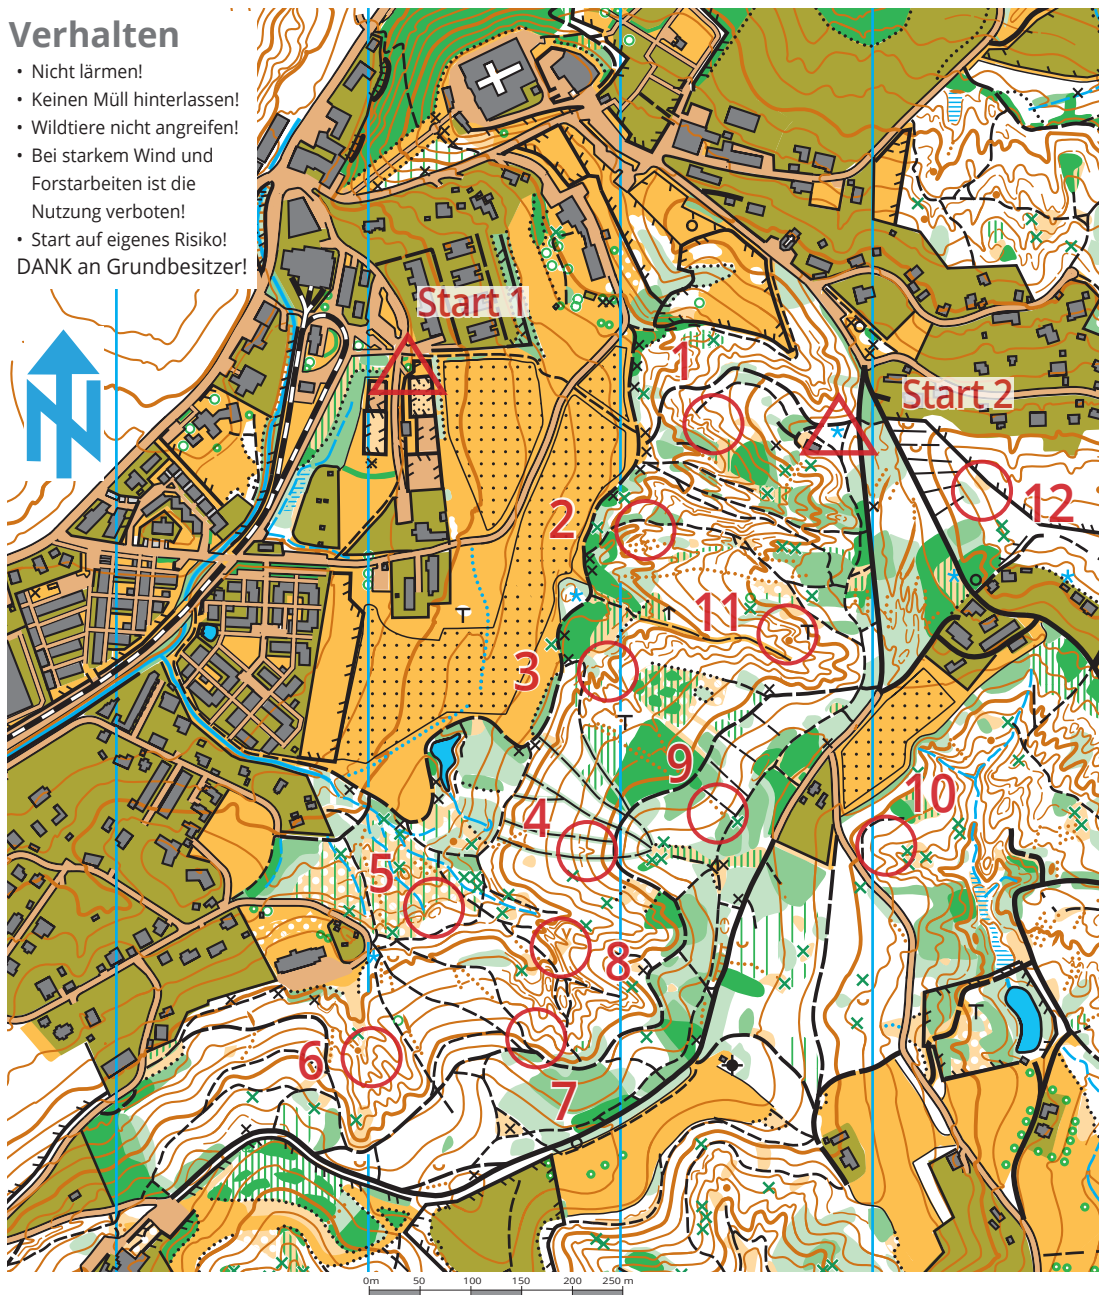 Verhalten
• Nicht lärmen!
• Keinen Müll hinterlassen!
• Wildtiere nicht angreifen!
• Bei starkem Wind und
Forstarbeiten ist die
Nutzung verboten!
• Start auf eigenes Risiko!
DANK an Grundbesitzer!
N
Start 1
1
Start 2
12
2
11
3
9
10
4
5
8
6
7
0m 50 100 150 200 250 m